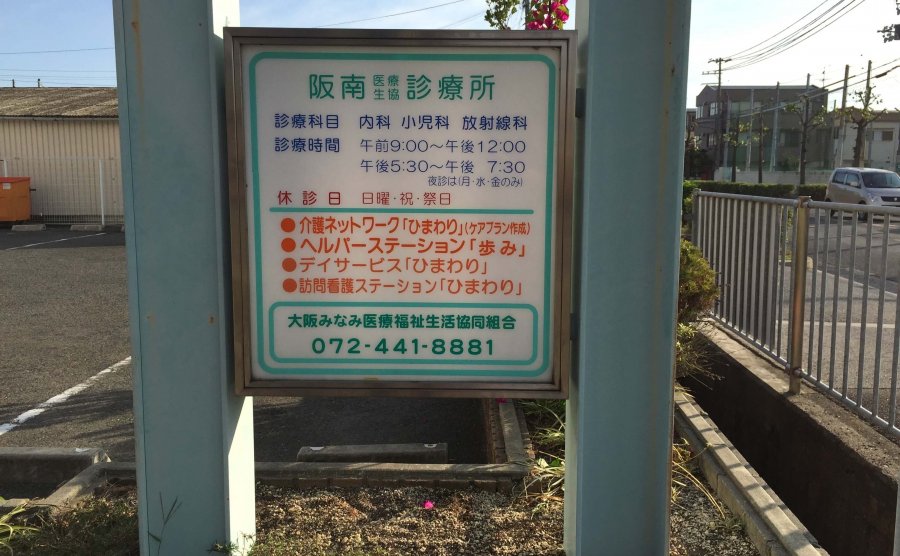 阪南医療生協診療所
診療科目 内科 小児科 放射線科
診療時間 午前9:00〜午後12:00
午後5:30〜午後 7:30
夜診は(月・水・金のみ)
休診日 日曜・祝・祭日
●介護ネットワーク「ひまわり」(ケアプラン作成)
●ヘルパーステーション「歩み」
●デイサービス「ひまわり」
●訪問看護ステーション「ひまわり」
大阪みなみ医療福祉生活協同組合
072-441-8881